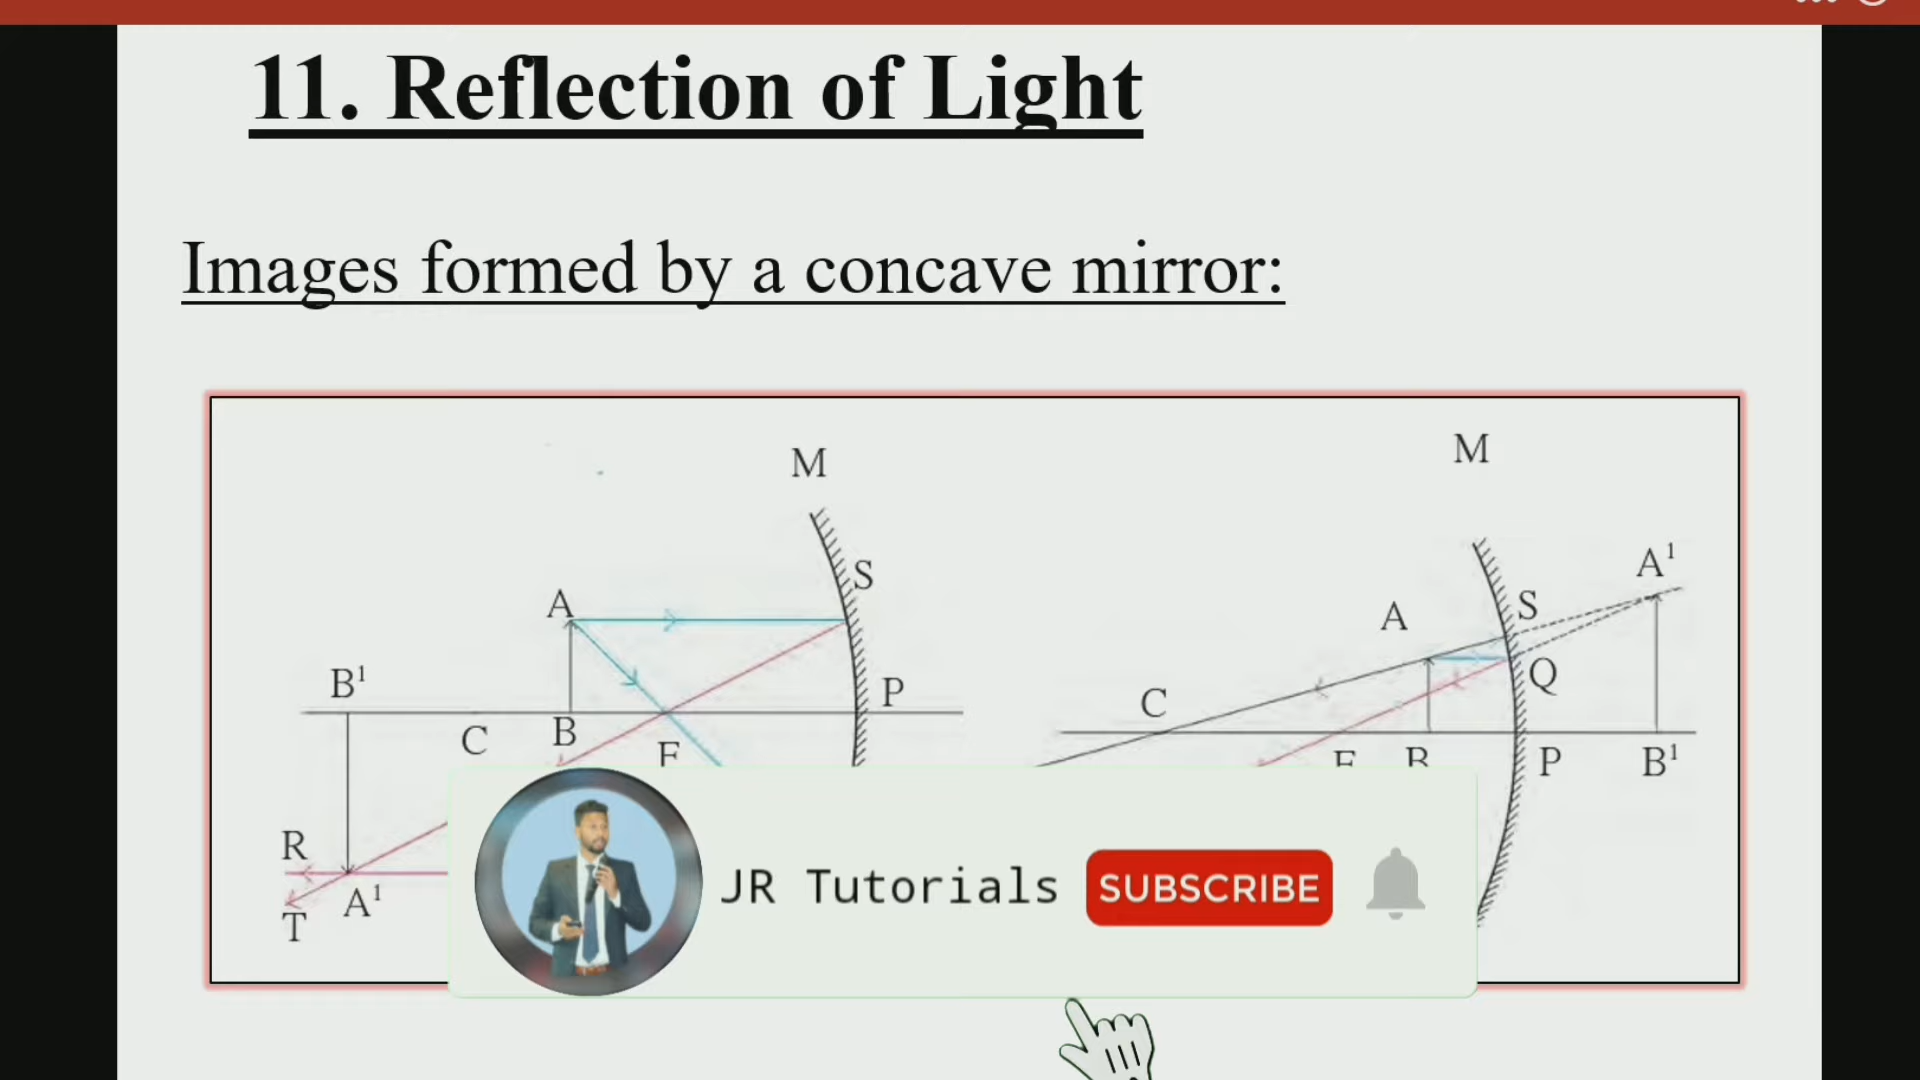 11. Reflection of Light
Images formed by a concave mirror:
M
S
A
B¹
P
C
B
F
R
A¹
T
M
A¹
S
A
Q
C
F
B
P
B¹
JR Tutorials
SUBSCRIBE